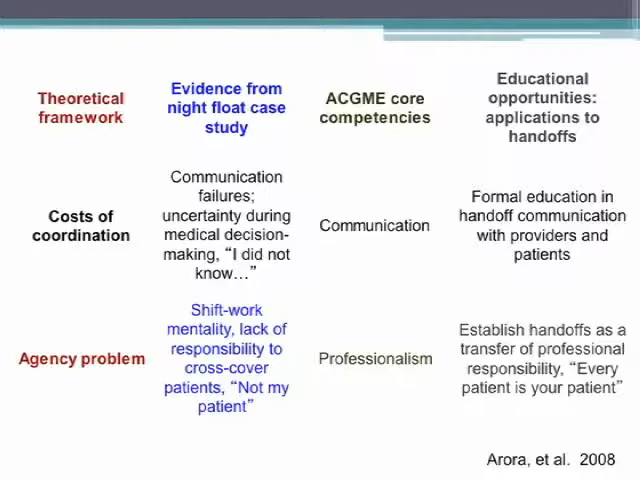 Theoretical
framework
Evidence from
night float case
study
ACGME core
competencies
Educational
opportunities:
applications to
handoffs
Costs of
coordination
Communication
failures;
uncertainty during
medical decision-
making, “I did not
know…”
Communication
Formal education in
handoff communication
with providers and
patients
Agency problem
Shift-work
mentality, lack of
responsibility to
cross-cover
patients, “Not my
patient”
Professionalism
Establish handoffs as a
transfer of professional
responsibility, “Every
patient is your patient”
Arora, et al. 2008